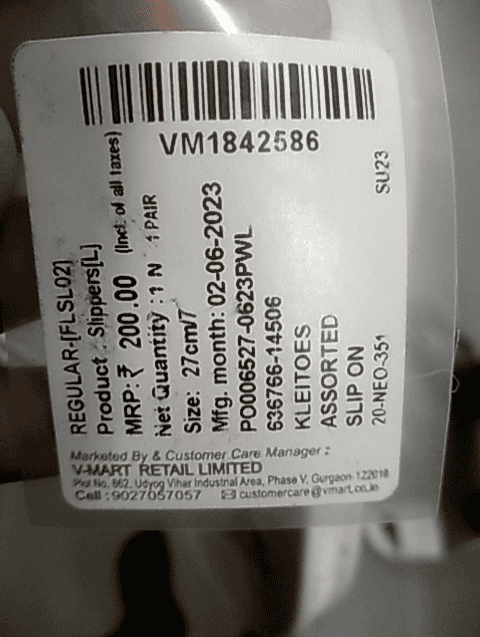 VM1842586
REGULAR-[FLSL02]
Product : Slippers[L]
MRP:₹ 200.00 (Incl. of all taxes)
Net Quantity : 1 N 1 PAIR
Size: 27cm/7
Mfg. month: 02-06-2023
PO006527-0623PWL
636766-14506
KLEITOES
ASSORTED
SLIP ON
20-NEO-351 SU23
Marketed By & Customer Care Manager :
V-MART RETAIL LIMITED
Plot No. 862, Udyog Vihar Industrial Area, Phase V, Gurgaon-122016
Cell : 9027057057 customercare@vmart.co.in